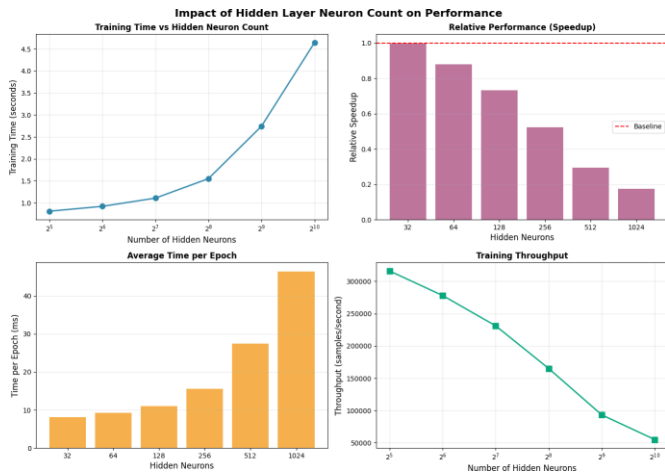 Impact of Hidden Layer Neuron Count on Performance
Training Time vs Hidden Neuron Count
Training Time (seconds)
4.5
4.0
3.5
3.0
2.5
2.0
1.5
1.0
2⁵ 2⁶ 2⁷ 2⁸ 2⁹ 2¹⁰
Number of Hidden Neurons
Relative Performance (Speedup)
Relative Speedup
1.0
0.8
0.6
0.4
0.2
0.0
Baseline
32 64 128 256 512 1024
Hidden Neurons
Average Time per Epoch
Time per Epoch (ms)
40
30
20
10
0
32 64 128 256 512 1024
Hidden Neurons
Training Throughput
Throughput (samples/second)
300000
250000
200000
150000
100000
50000
2⁵ 2⁶ 2⁷ 2⁸ 2⁹ 2¹⁰
Number of Hidden Neurons